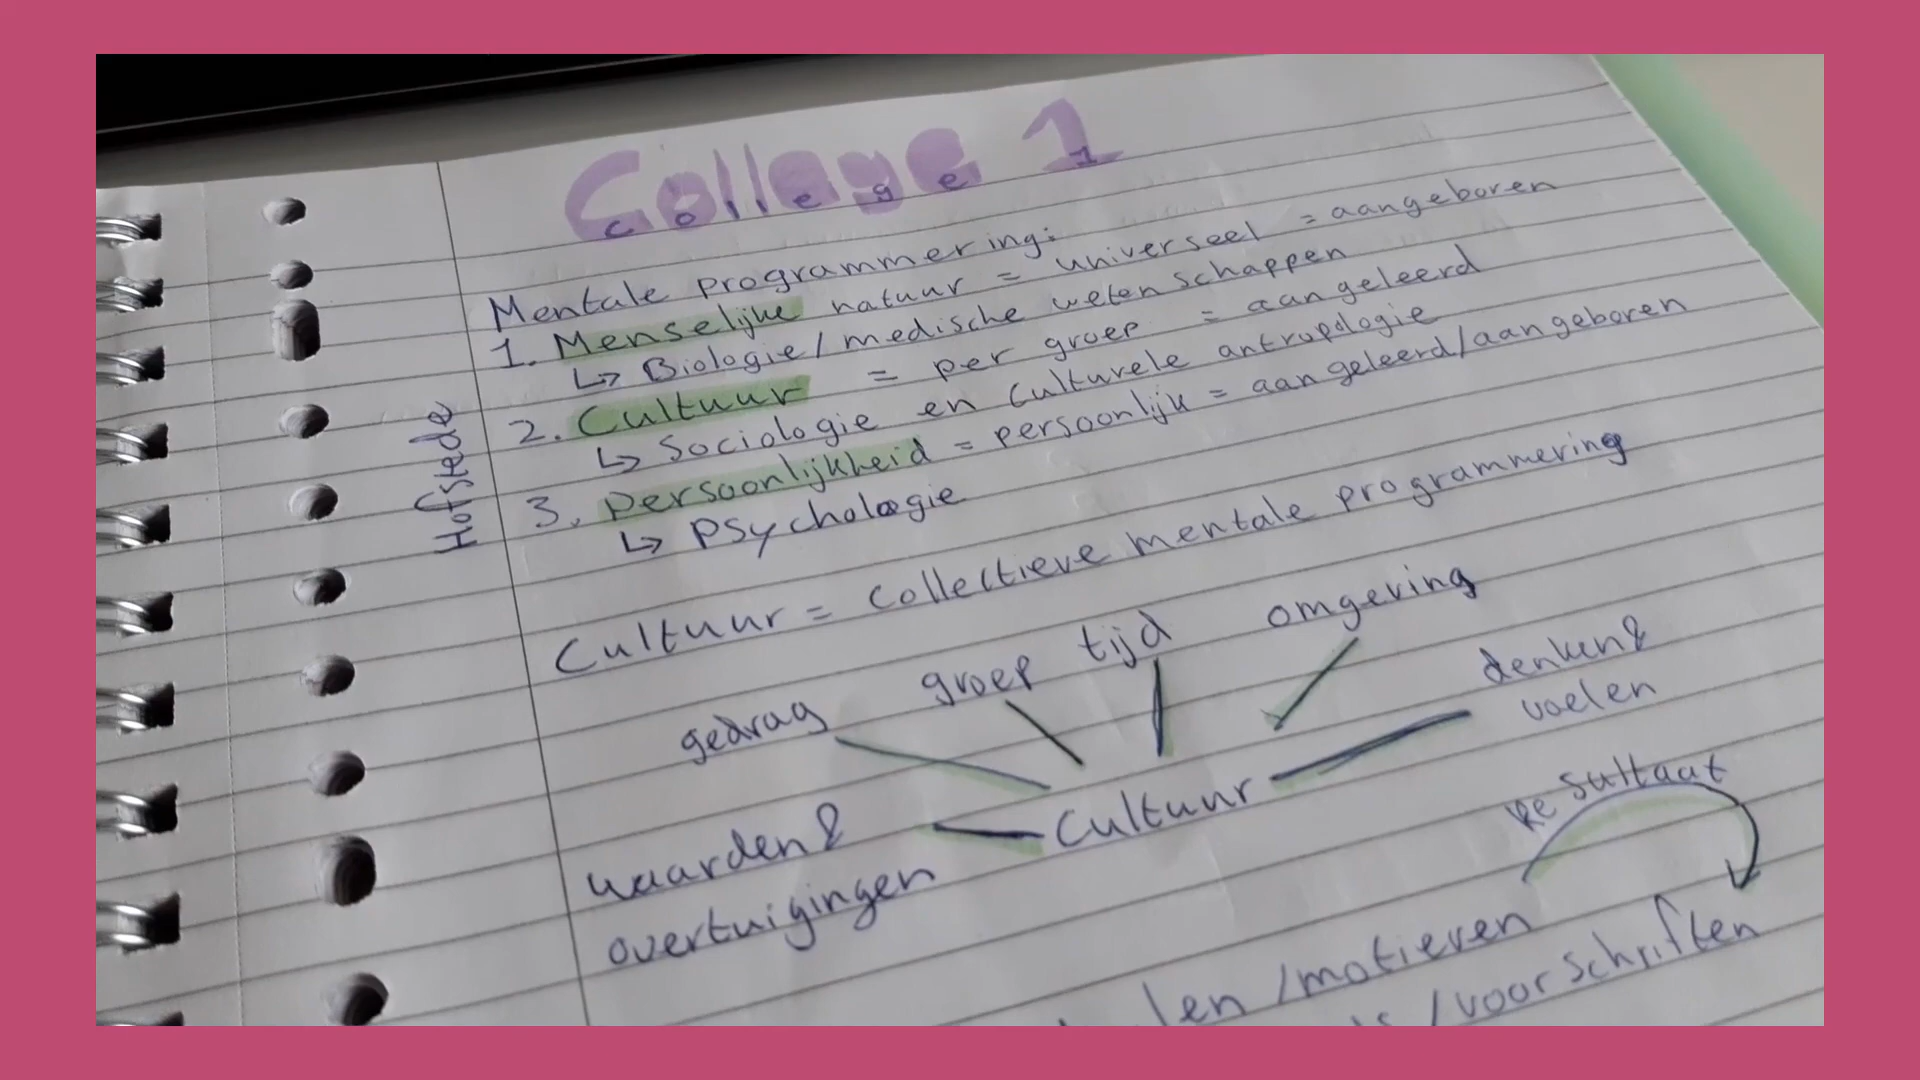 College 1
College 1
Mentale programmering:
1. Menselijke natuur = universeel = aangeboren
↳ Biologie/medische wetenschappen
2. Cultuur = per groep = aangeleerd
↳ Sociologie en Culturele antropologie
3. Persoonlijkheid = persoonlijk = aangeleerd/aangeboren
↳ Psychologie
Hofstede
Cultuur = Collectieve mentale programmering
gedrag groep tijd omgeving
denken &
voelen
waarden &
overtuigingen
Cultuur
Resultaat
/motieven
/voorschriften